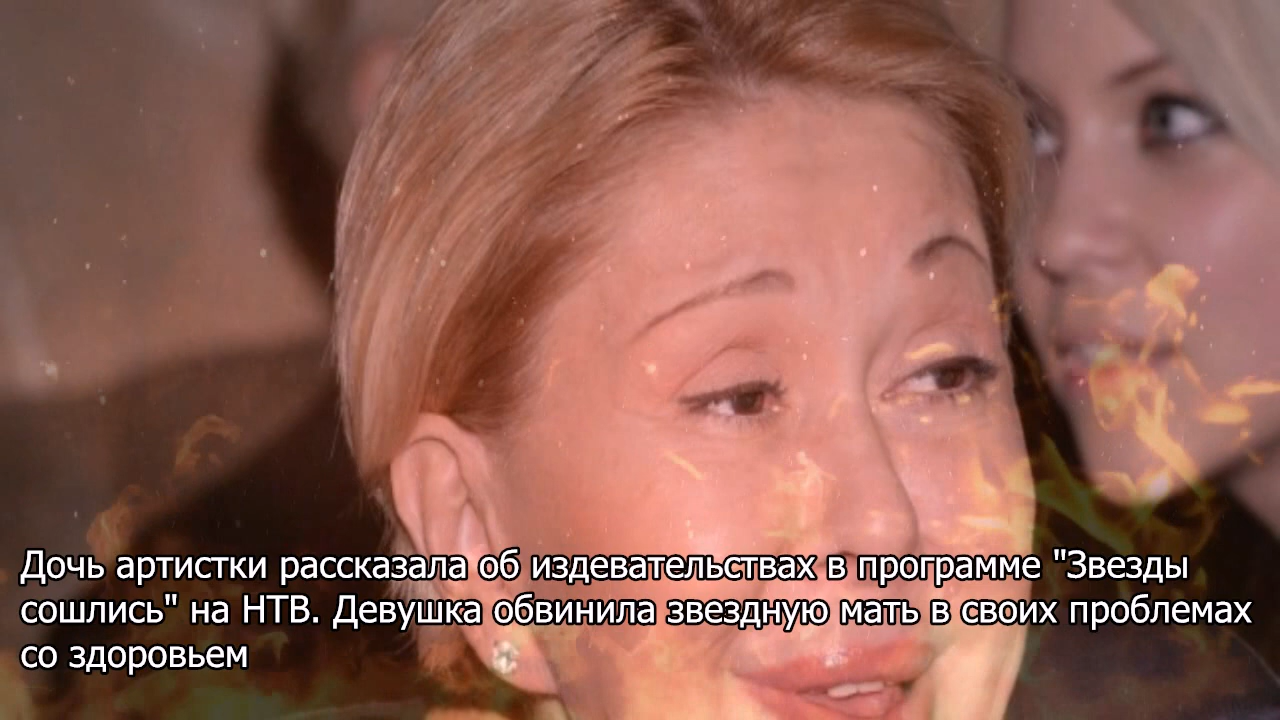 Дочь артистки рассказала об издевательствах в программе "Звезды
сошлись" на НТВ. Девушка обвинила звездную мать в своих проблемах
со здоровьем